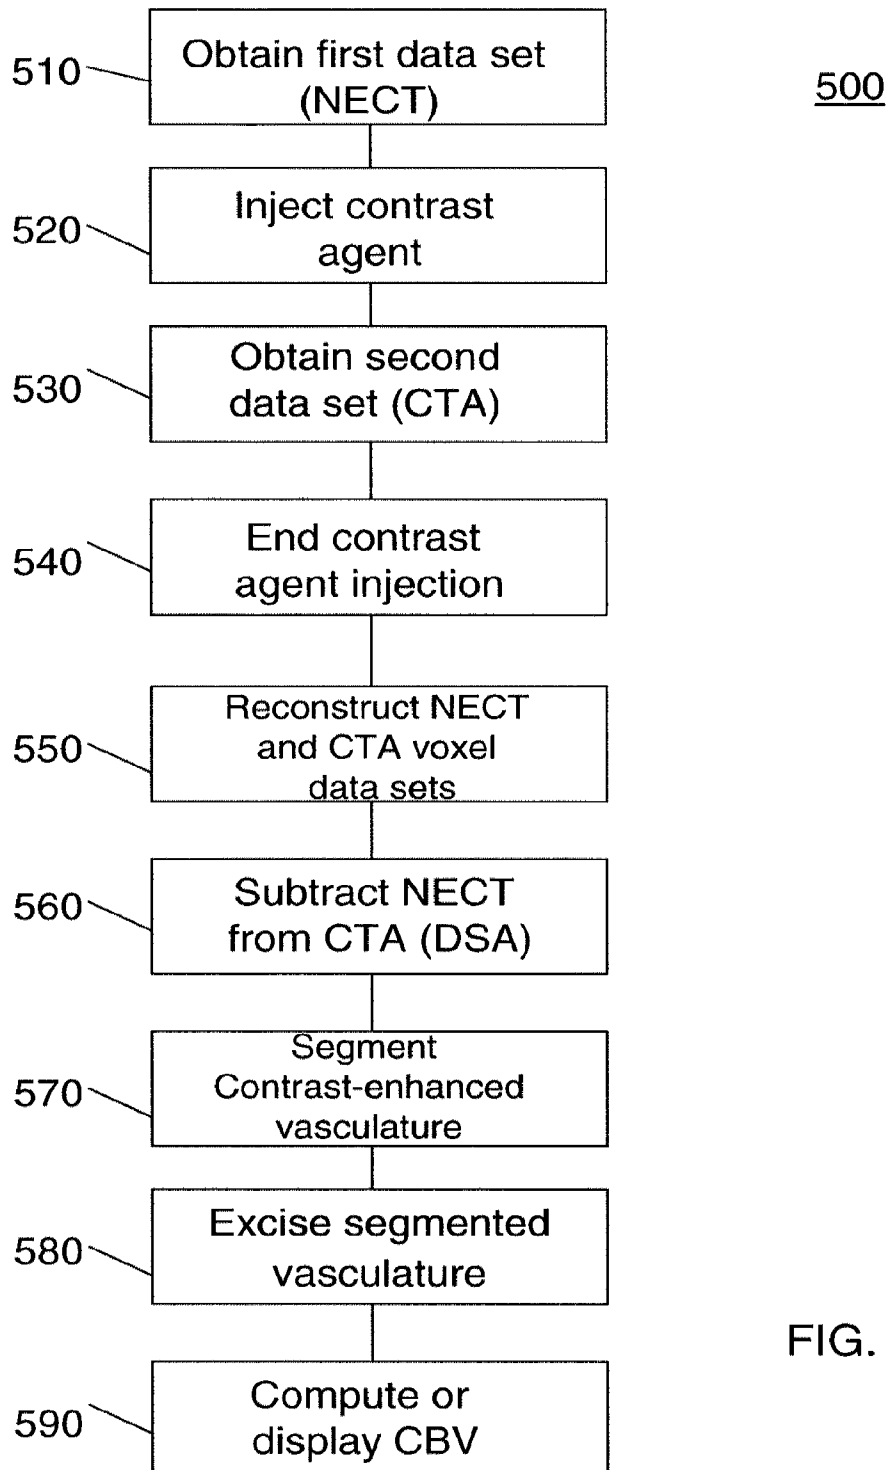 510
Obtain first data set
(NECT)
500
520
Inject contrast
agent
530
Obtain second
data set (CTA)
540
End contrast
agent injection
550
Reconstruct NECT
and CTA voxel
data sets
560
Subtract NECT
from CTA (DSA)
570
Segment
Contrast-enhanced
vasculature
580
Excise segmented
vasculature
FIG.
590
Compute or
display CBV